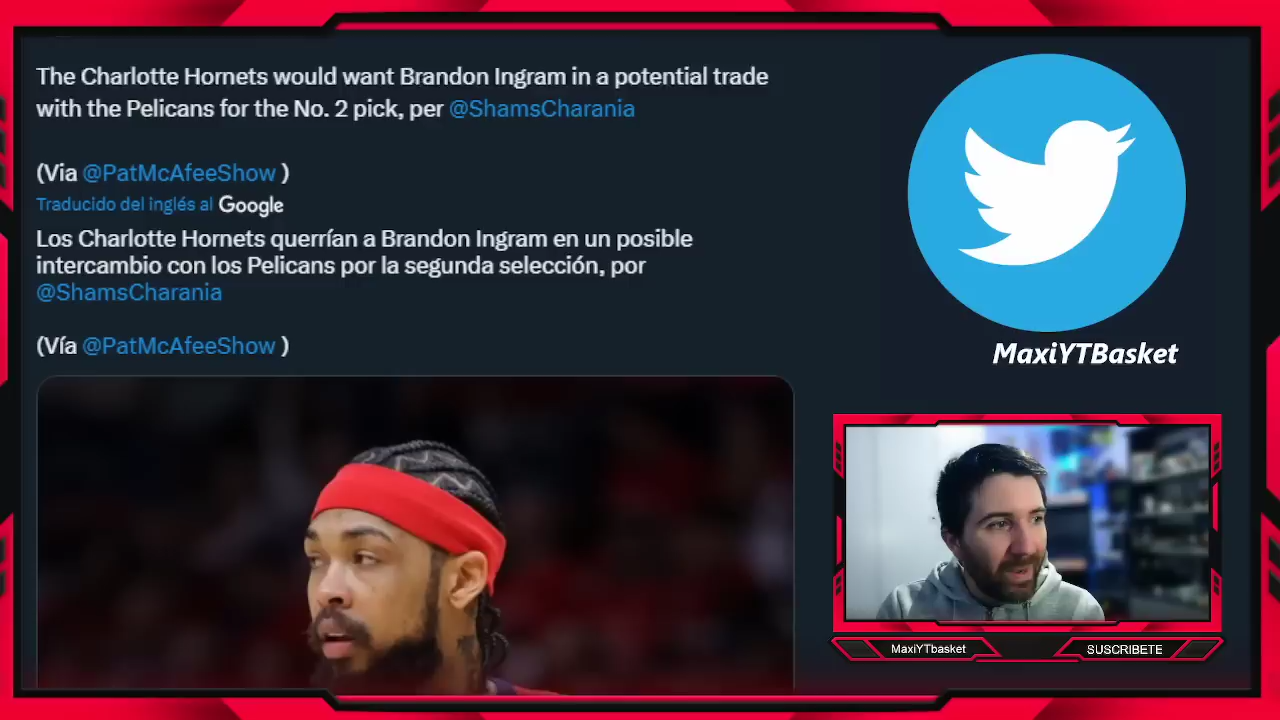 The Charlotte Hornets would want Brandon Ingram in a potential trade
with the Pelicans for the No. 2 pick, per @ShamsCharania
(Via @PatMcAfeeShow )
Traducido del inglés al Google
Los Charlotte Hornets querrían a Brandon Ingram en un posible
intercambio con los Pelicans por la segunda selección, por
@ShamsCharania
(Vía @PatMcAfeeShow )
MaxiYTBasket
MaxiYTbasket
SUSCRIBETE